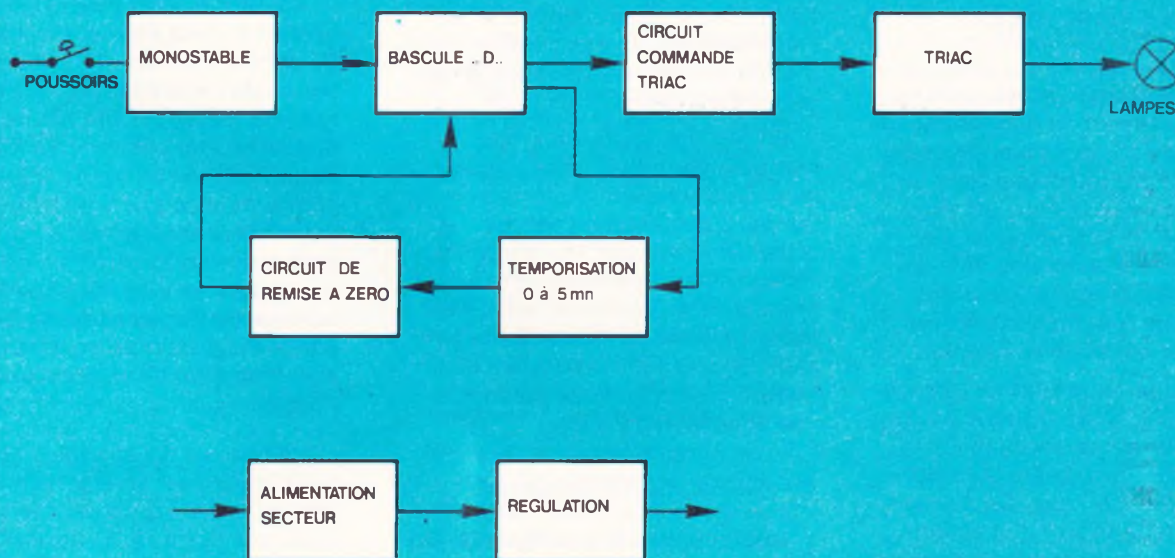 POUSSOIRS
MONOSTABLE
BASCULE „D„
CIRCUIT
COMMANDE
TRIAC
TRIAC
LAMPES
CIRCUIT DE
REMISE A ZERO
TEMPORISATION
0 à 5mn
ALIMENTATION
SECTEUR
REGULATION